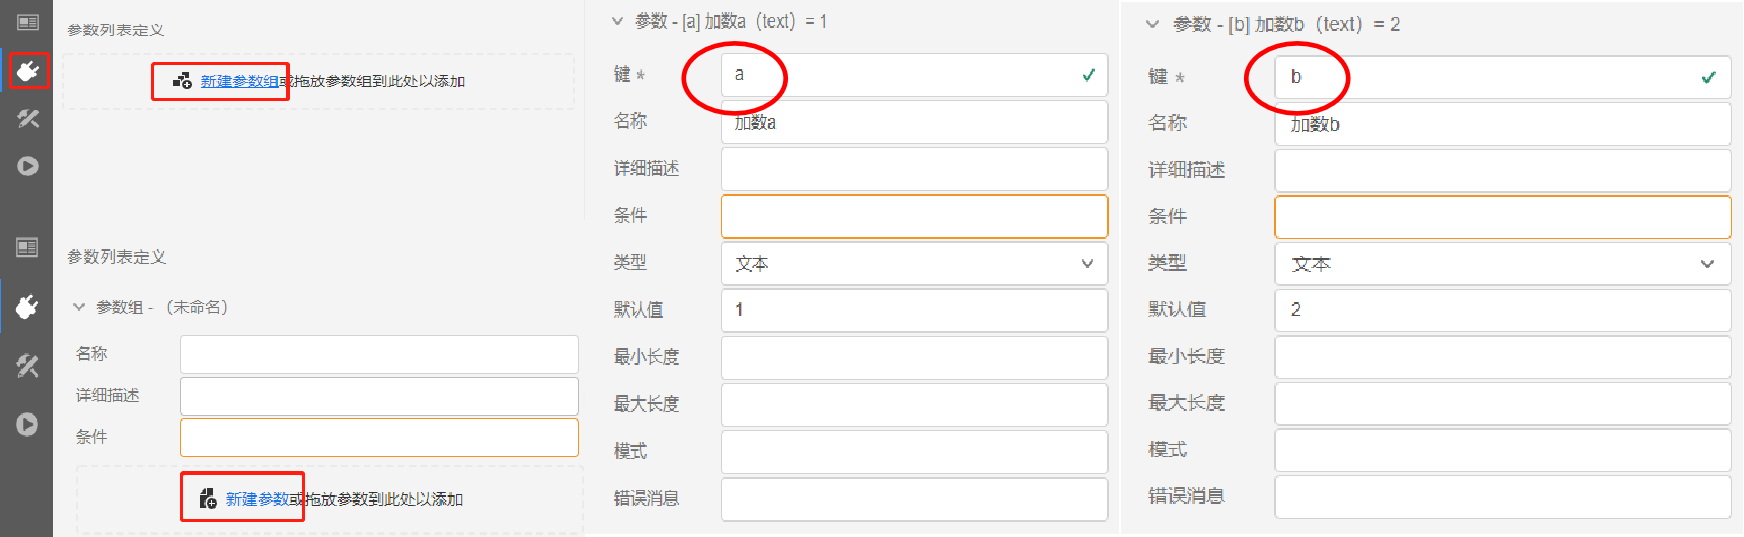 参数列表定义
新建参数组或拖放参数组到此处以添加
参数列表定义
参数组 - （未命名）
名称
详细描述
条件
新建参数或拖放参数到此处以添加
参数 - [a] 加数a（text）= 1
键 *
a
名称
加数a
详细描述
条件
类型
文本
默认值
1
最小长度
最大长度
模式
错误消息
参数 - [b] 加数b（text）= 2
键 *
b
名称
加数b
详细描述
条件
类型
文本
默认值
2
最小长度
最大长度
模式
错误消息